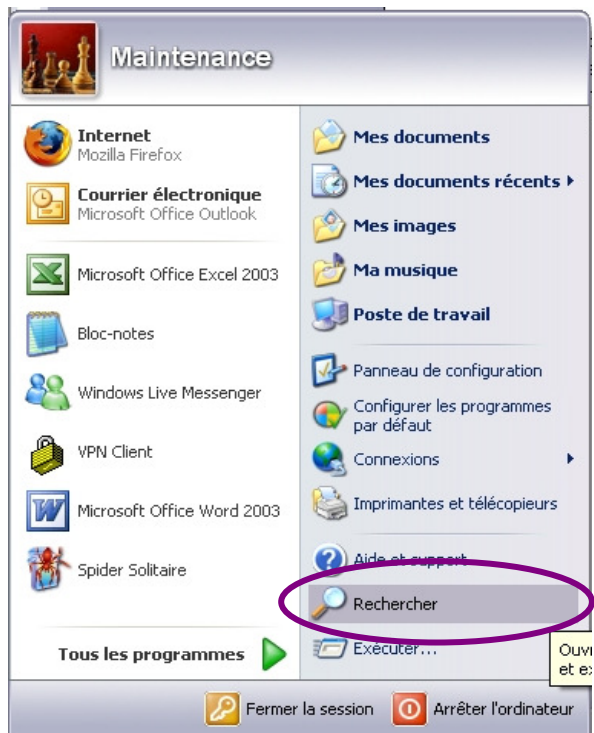 Maintenance
Internet
Mozilla Firefox
Courrier électronique
Microsoft Office Outlook
Microsoft Office Excel 2003
Bloc-notes
Windows Live Messenger
VPN Client
Microsoft Office Word 2003
Spider Solitaire
Tous les programmes
Mes documents
Mes documents récents
Mes images
Ma musique
Poste de travail
Panneau de configuration
Configurer les programmes
par défaut
Connexions
Imprimantes et télécopieurs
Aide et support
Rechercher
Exécuter...
Fermer la session
Arrêter l'ordinateur